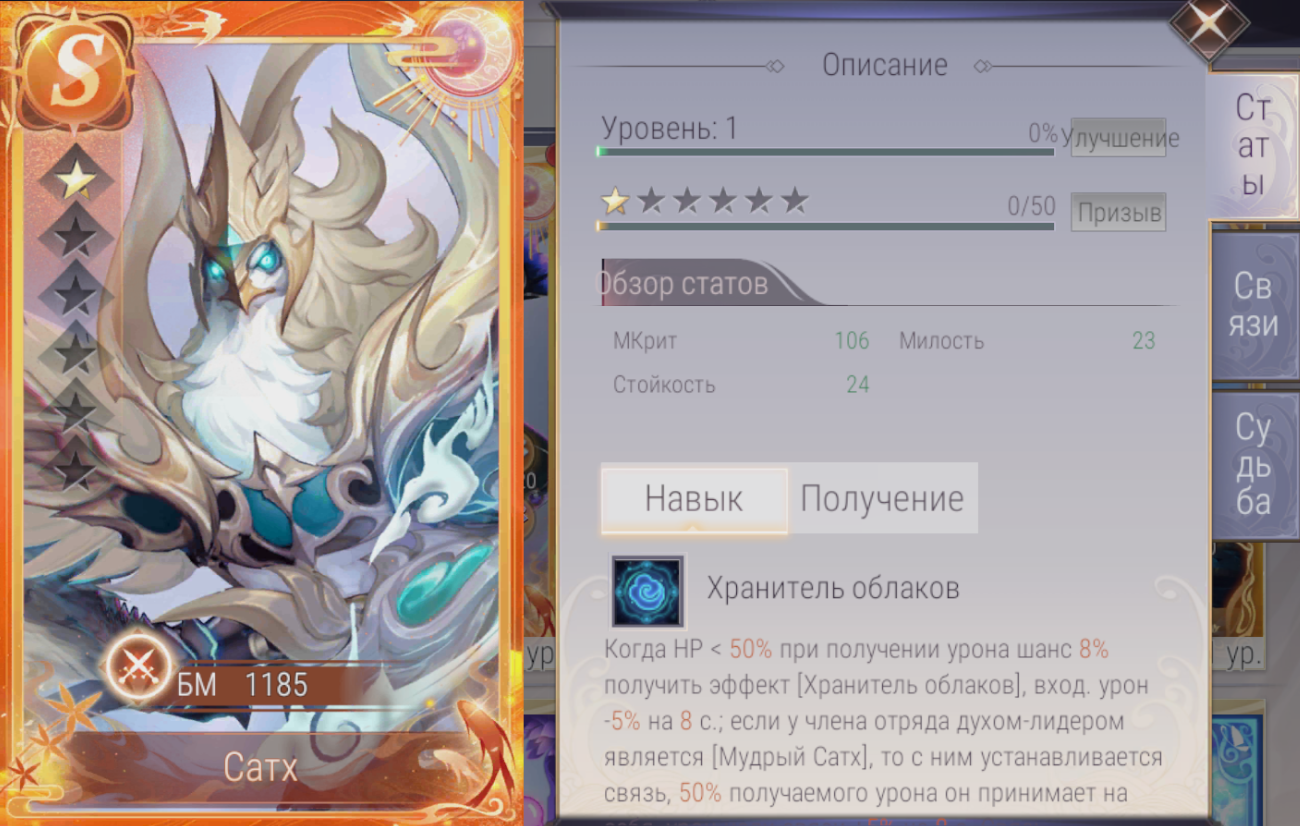 S
БМ 1185
Сатх
Описание
Уровень: 1
0%
Улучшение
0/50
Призыв
Обзор статов
МКрит 106 Милость 23
Стойкость 24
Навык Получение
Хранитель облаков
Когда HP < 50% при получении урона шанс 8%
получить эффект [Хранитель облаков], вход. урон
-5% на 8 с.; если у члена отряда духом-лидером
является [Мудрый Сатх], то с ним устанавливается
связь, 50% получаемого урона он принимает на
Ст
ат
ы
Св
язи
Су
дь
ба
ур
ур.